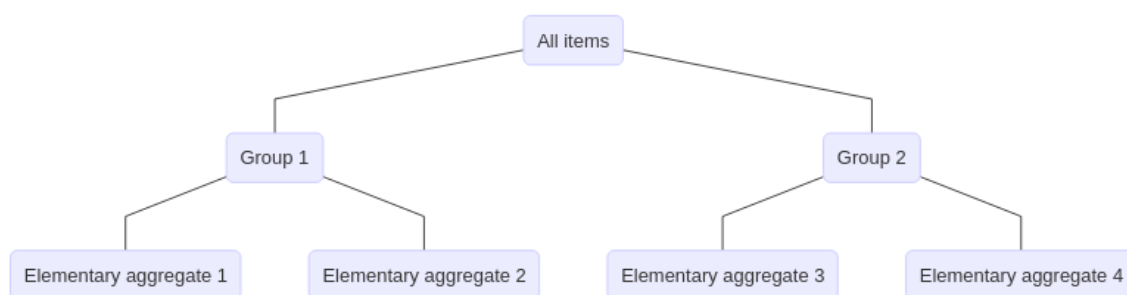 All items
Group 1
Group 2
Elementary aggregate 1
Elementary aggregate 2
Elementary aggregate 3
Elementary aggregate 4